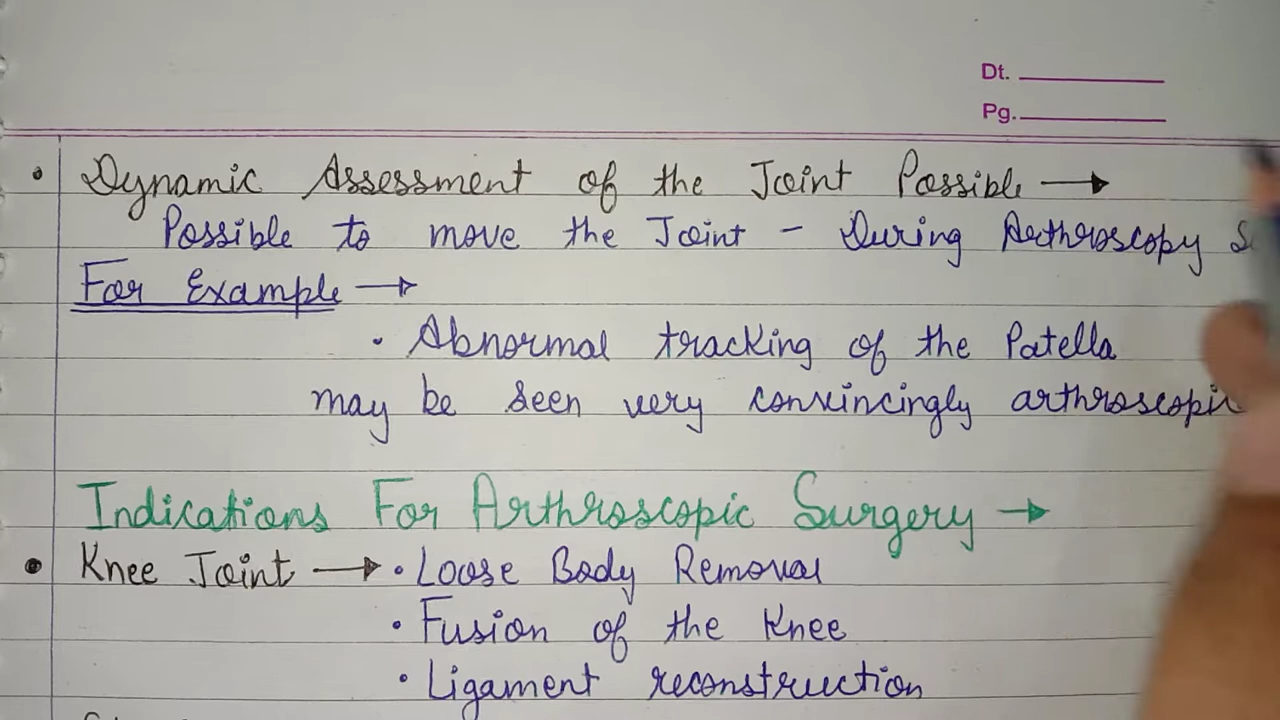 Dt.
Pg.
• Dynamic Assessment of the Joint Possible →
Possible to move the Joint - During Arthroscopy
For Example →
• Abnormal tracking of the Patella
may be seen very convincingly
Indications For Arthroscopic Surgery →
• Knee Joint → • Loose Body Removal
• Fusion of the Knee
• Ligament reconstruction